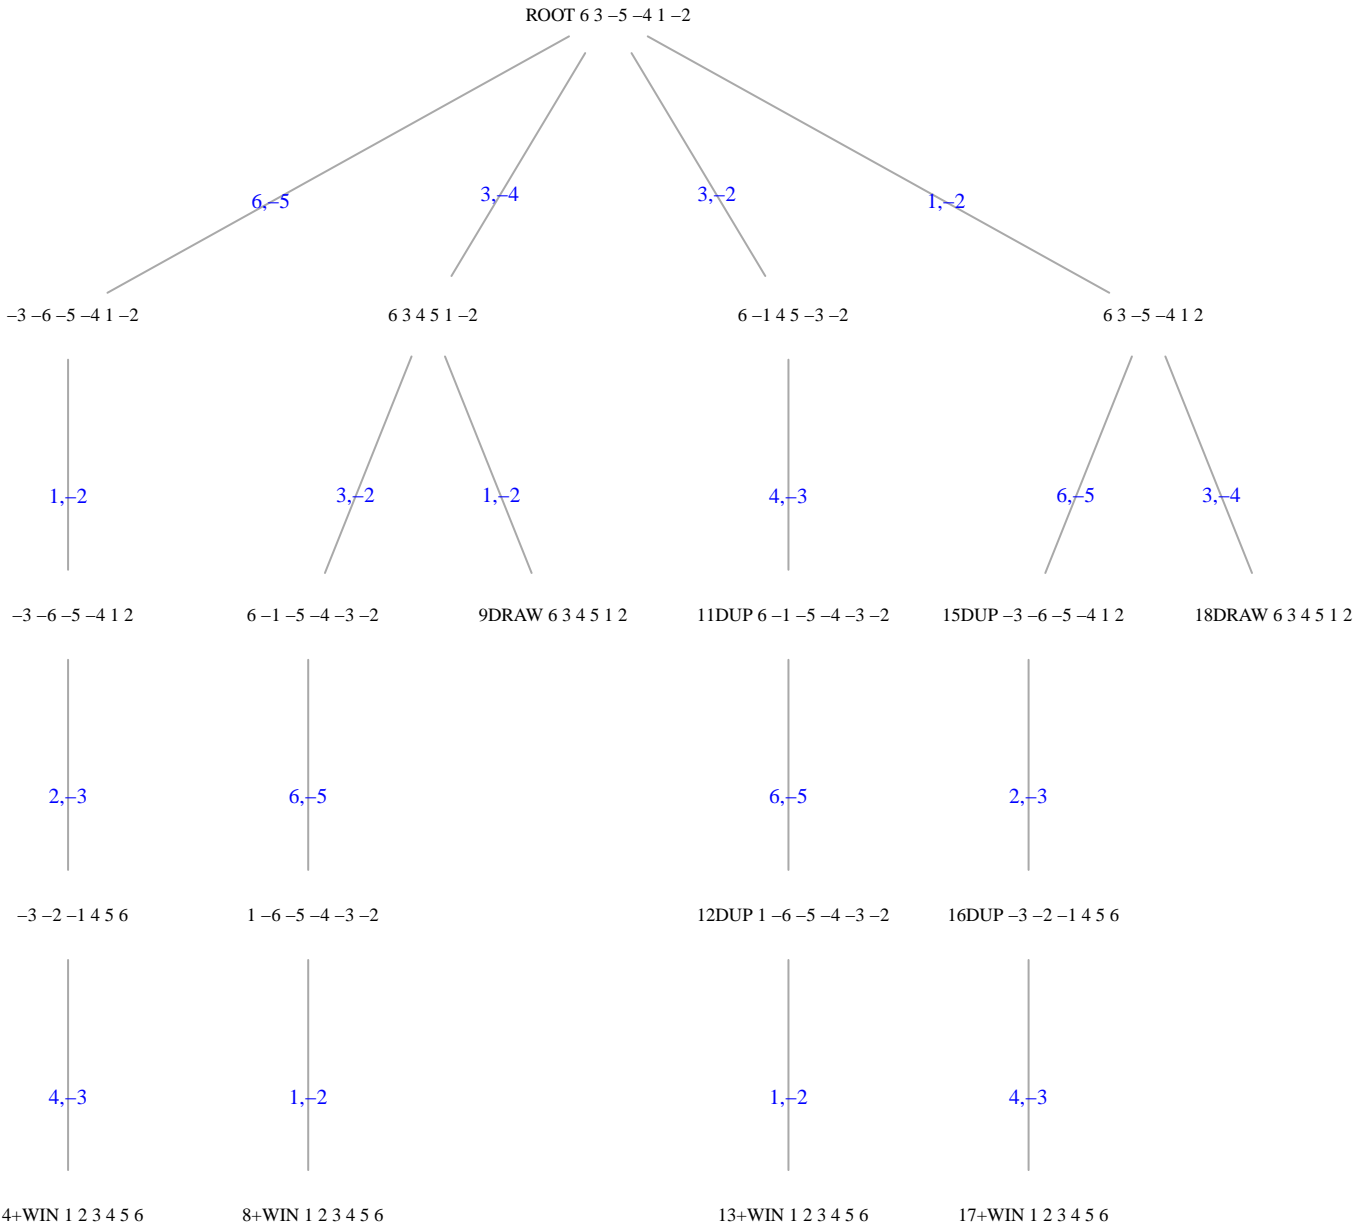 ROOT 6 3 –5 –4 1 –2
6,–5 3,–4 3,–2 1,–2
–3 –6 –5 –4 1 –2 6 3 4 5 1 –2 6 –1 4 5 –3 –2 6 3 –5 –4 1 2
1,–2 3,–2 1,–2 4,–3 6,–5 3,–4
–3 –6 –5 –4 1 2 6 –1 –5 –4 –3 –2 9DRAW 6 3 4 5 1 2 11DUP 6 –1 –5 –4 –3 –2 15DUP –3 –6 –5 –4 1 2 18DRAW 6 3 4 5 1 2
2,–3 6,–5 6,–5 2,–3
–3 –2 –1 4 5 6 1 –6 –5 –4 –3 –2 12DUP 1 –6 –5 –4 –3 –2 16DUP –3 –2 –1 4 5 6
4,–3 1,–2 1,–2 4,–3
4+WIN 1 2 3 4 5 6 8+WIN 1 2 3 4 5 6 13+WIN 1 2 3 4 5 6 17+WIN 1 2 3 4 5 6